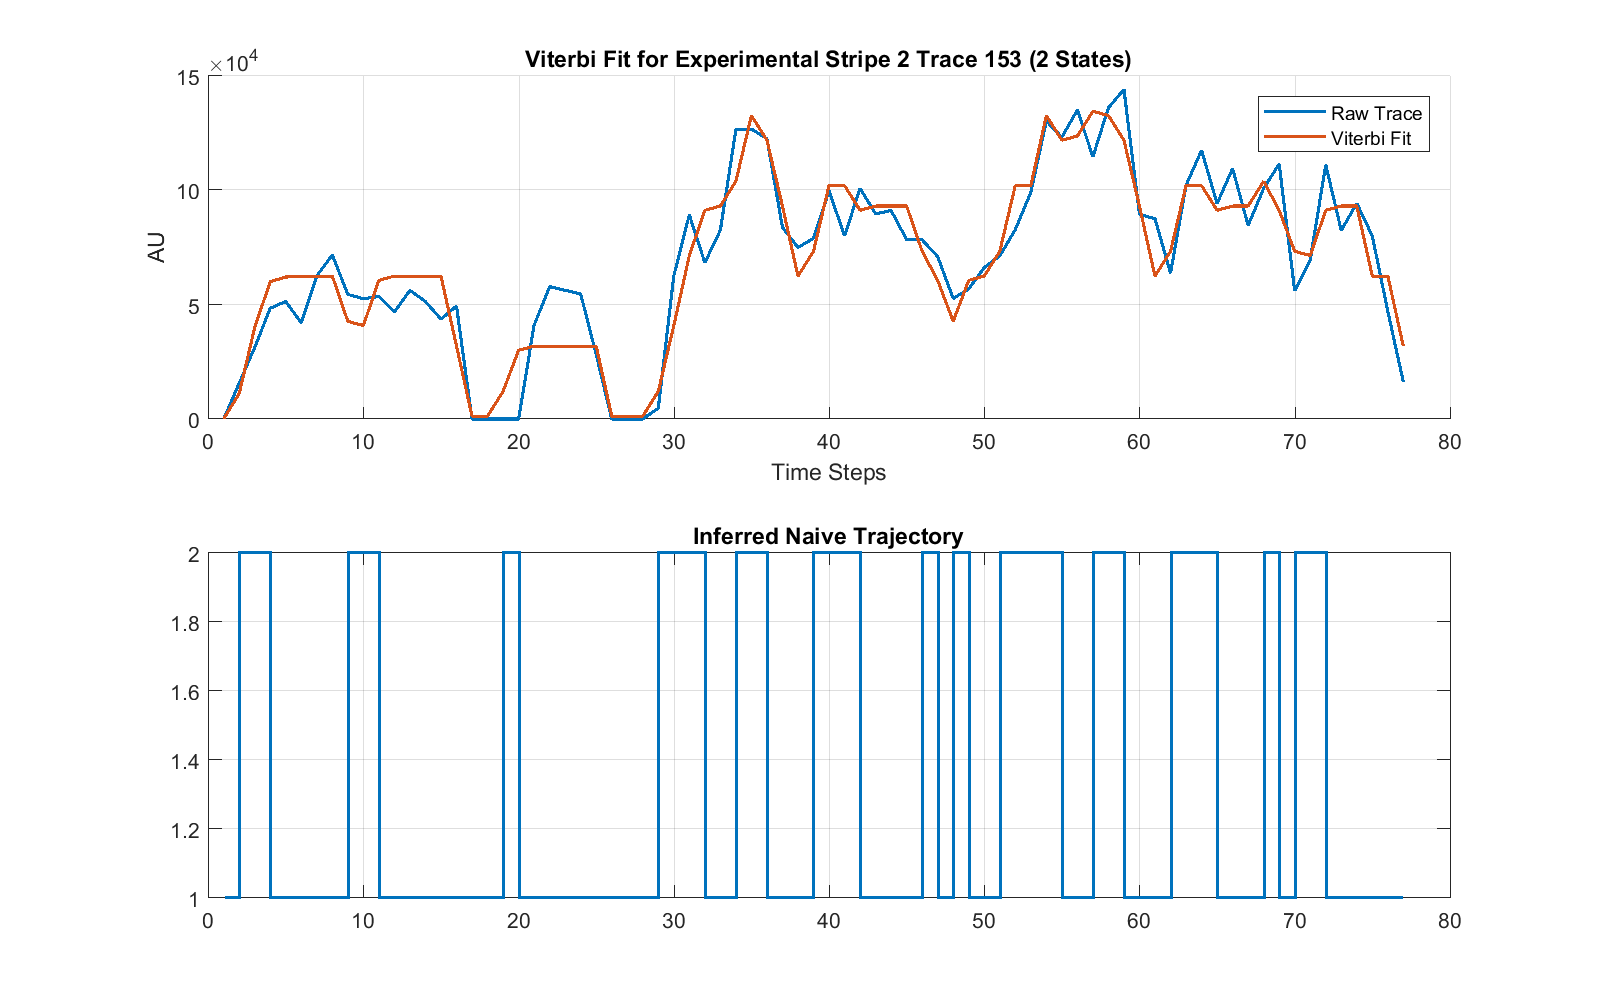 Viterbi Fit for Experimental Stripe 2 Trace 153 (2 States)
×10⁴
15
10
5
0
AU
Raw Trace
Viterbi Fit
0 10 20 30 40 50 60 70 80
Time Steps
Inferred Naive Trajectory
2
1.8
1.6
1.4
1.2
1
0 10 20 30 40 50 60 70 80